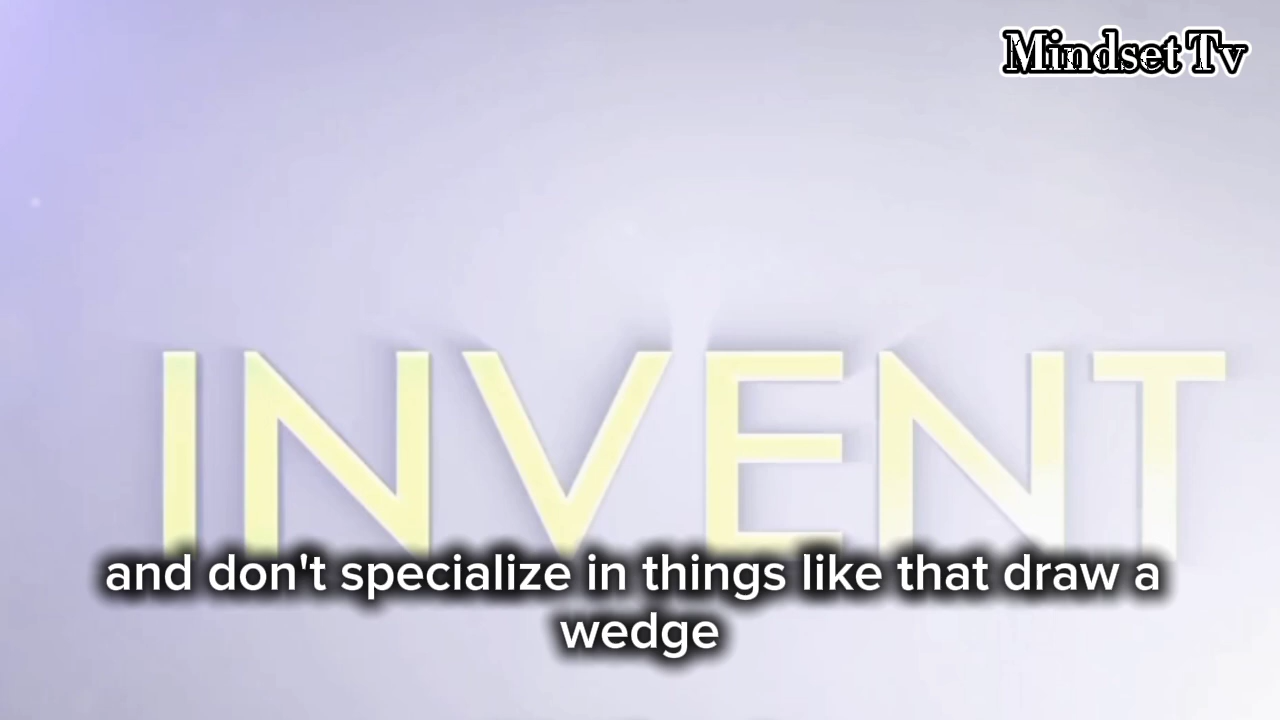 Mindset Tv
INVENT
and don't specialize in things like that draw a
wedge